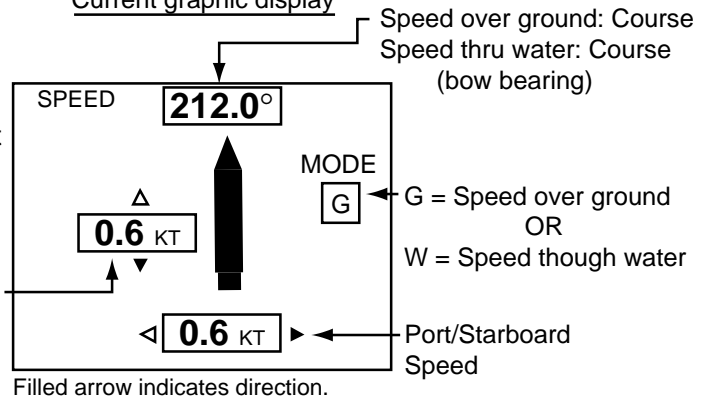 Current graphic display
Speed over ground: Course
Speed thru water: Course
(bow bearing)
SPEED
212.0°
MODE
G
0.6 KT
G = Speed over ground
OR
W = Speed though water
0.6 KT
Port/Starboard
Speed
Filled arrow indicates direction.